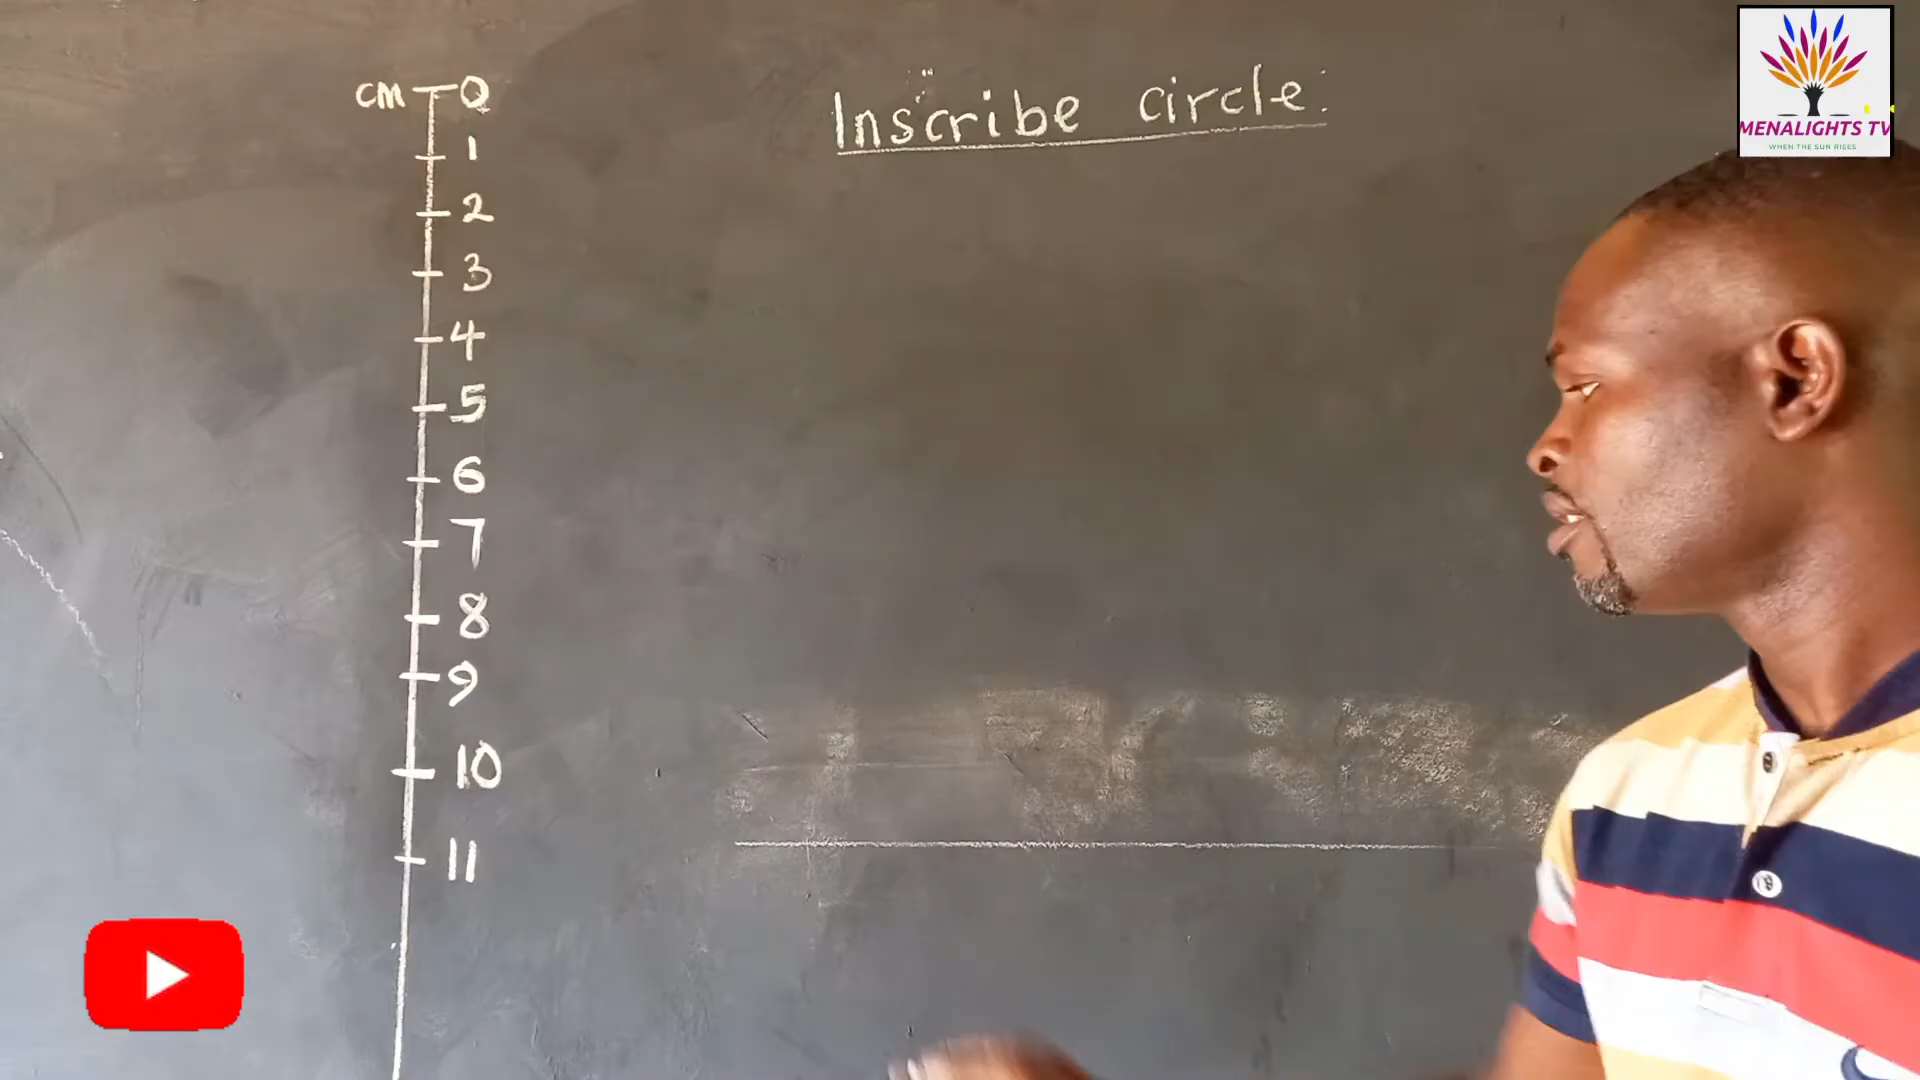 CM 0
1
2
3
4
5
6
7
8
9
10
11
Inscribe circle:
MENALIGHTS TV
WHEN THE SUN RISES